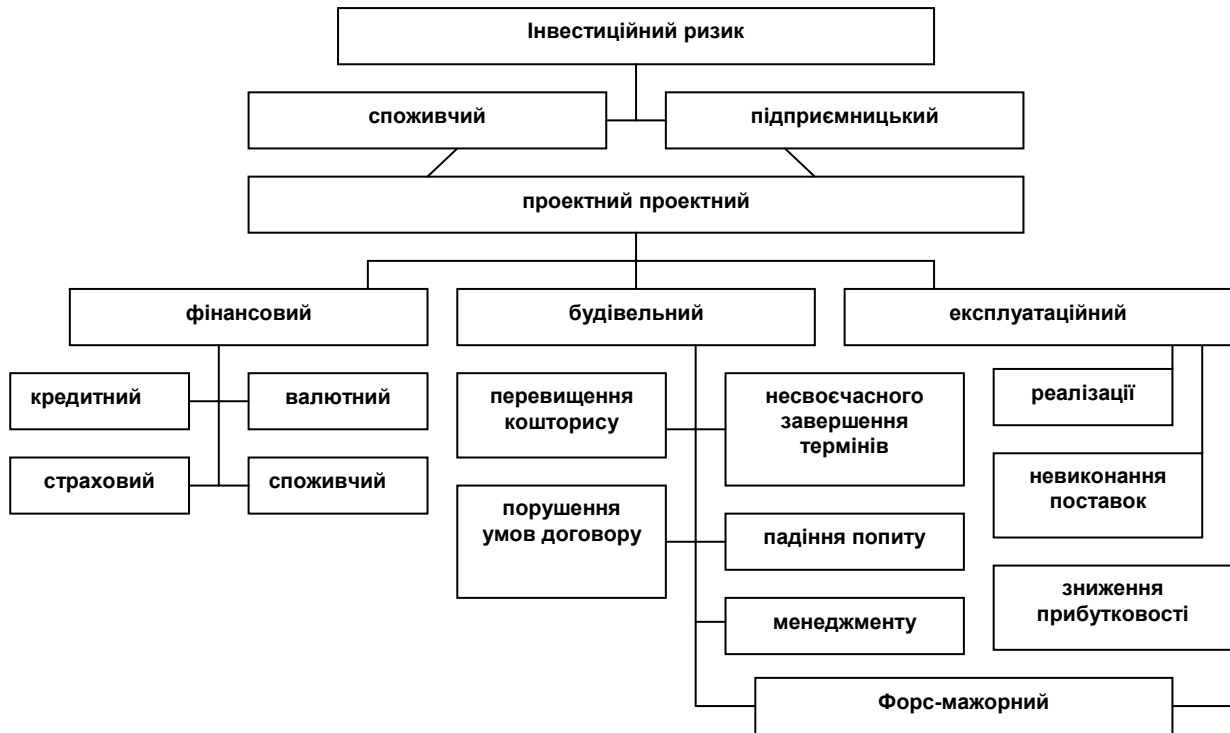 Інвестиційний ризик
споживчий
підприємницький
проектний проектний
фінансовий
будівельний
експлуатаційний
кредитний
валютний
страховий
споживчий
перевищення
кошторису
несвоєчасного
завершення
термінів
порушення
умов договору
падіння попиту
менеджменту
реалізації
невиконання
поставок
зниження
прибутковості
Форс-мажорний